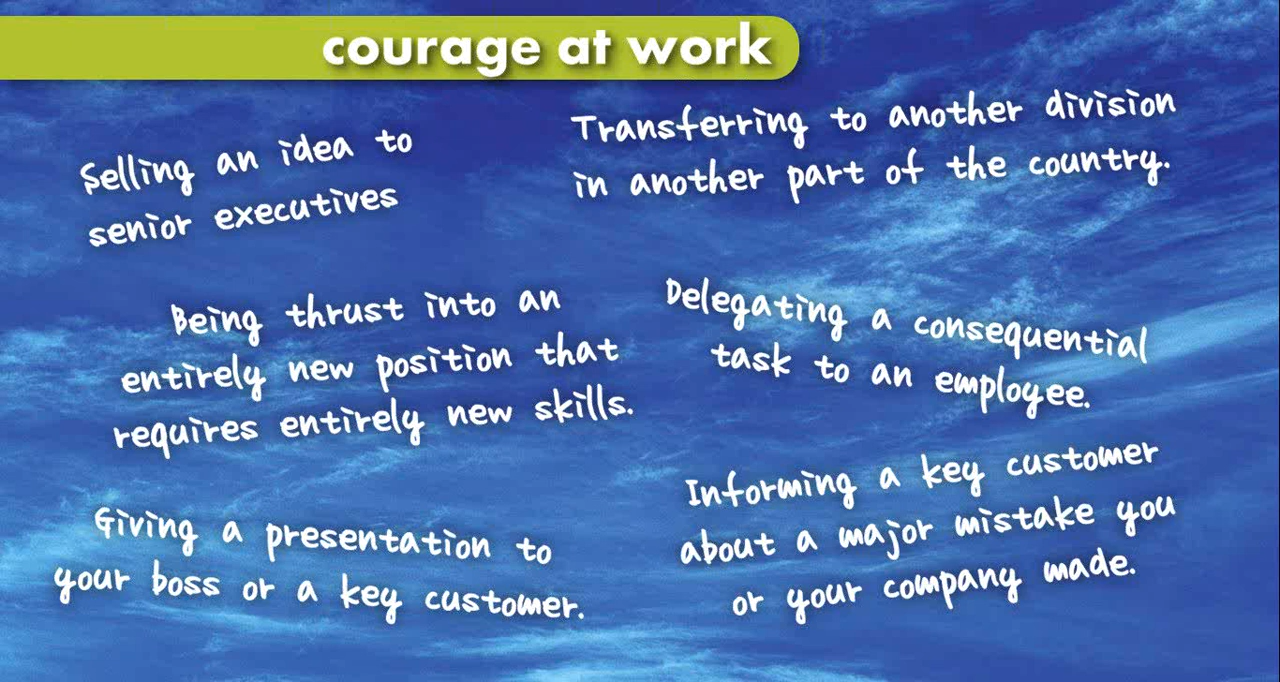 courage at work
Selling an idea to
senior executives
Transferring to another division
in another part of the country.
Being thrust into an
entirely new position that
requires entirely new skills.
Delegating a consequential
task to an employee.
Giving a presentation to
your boss or a key customer.
Informing a key customer
about a major mistake you
or your company made.